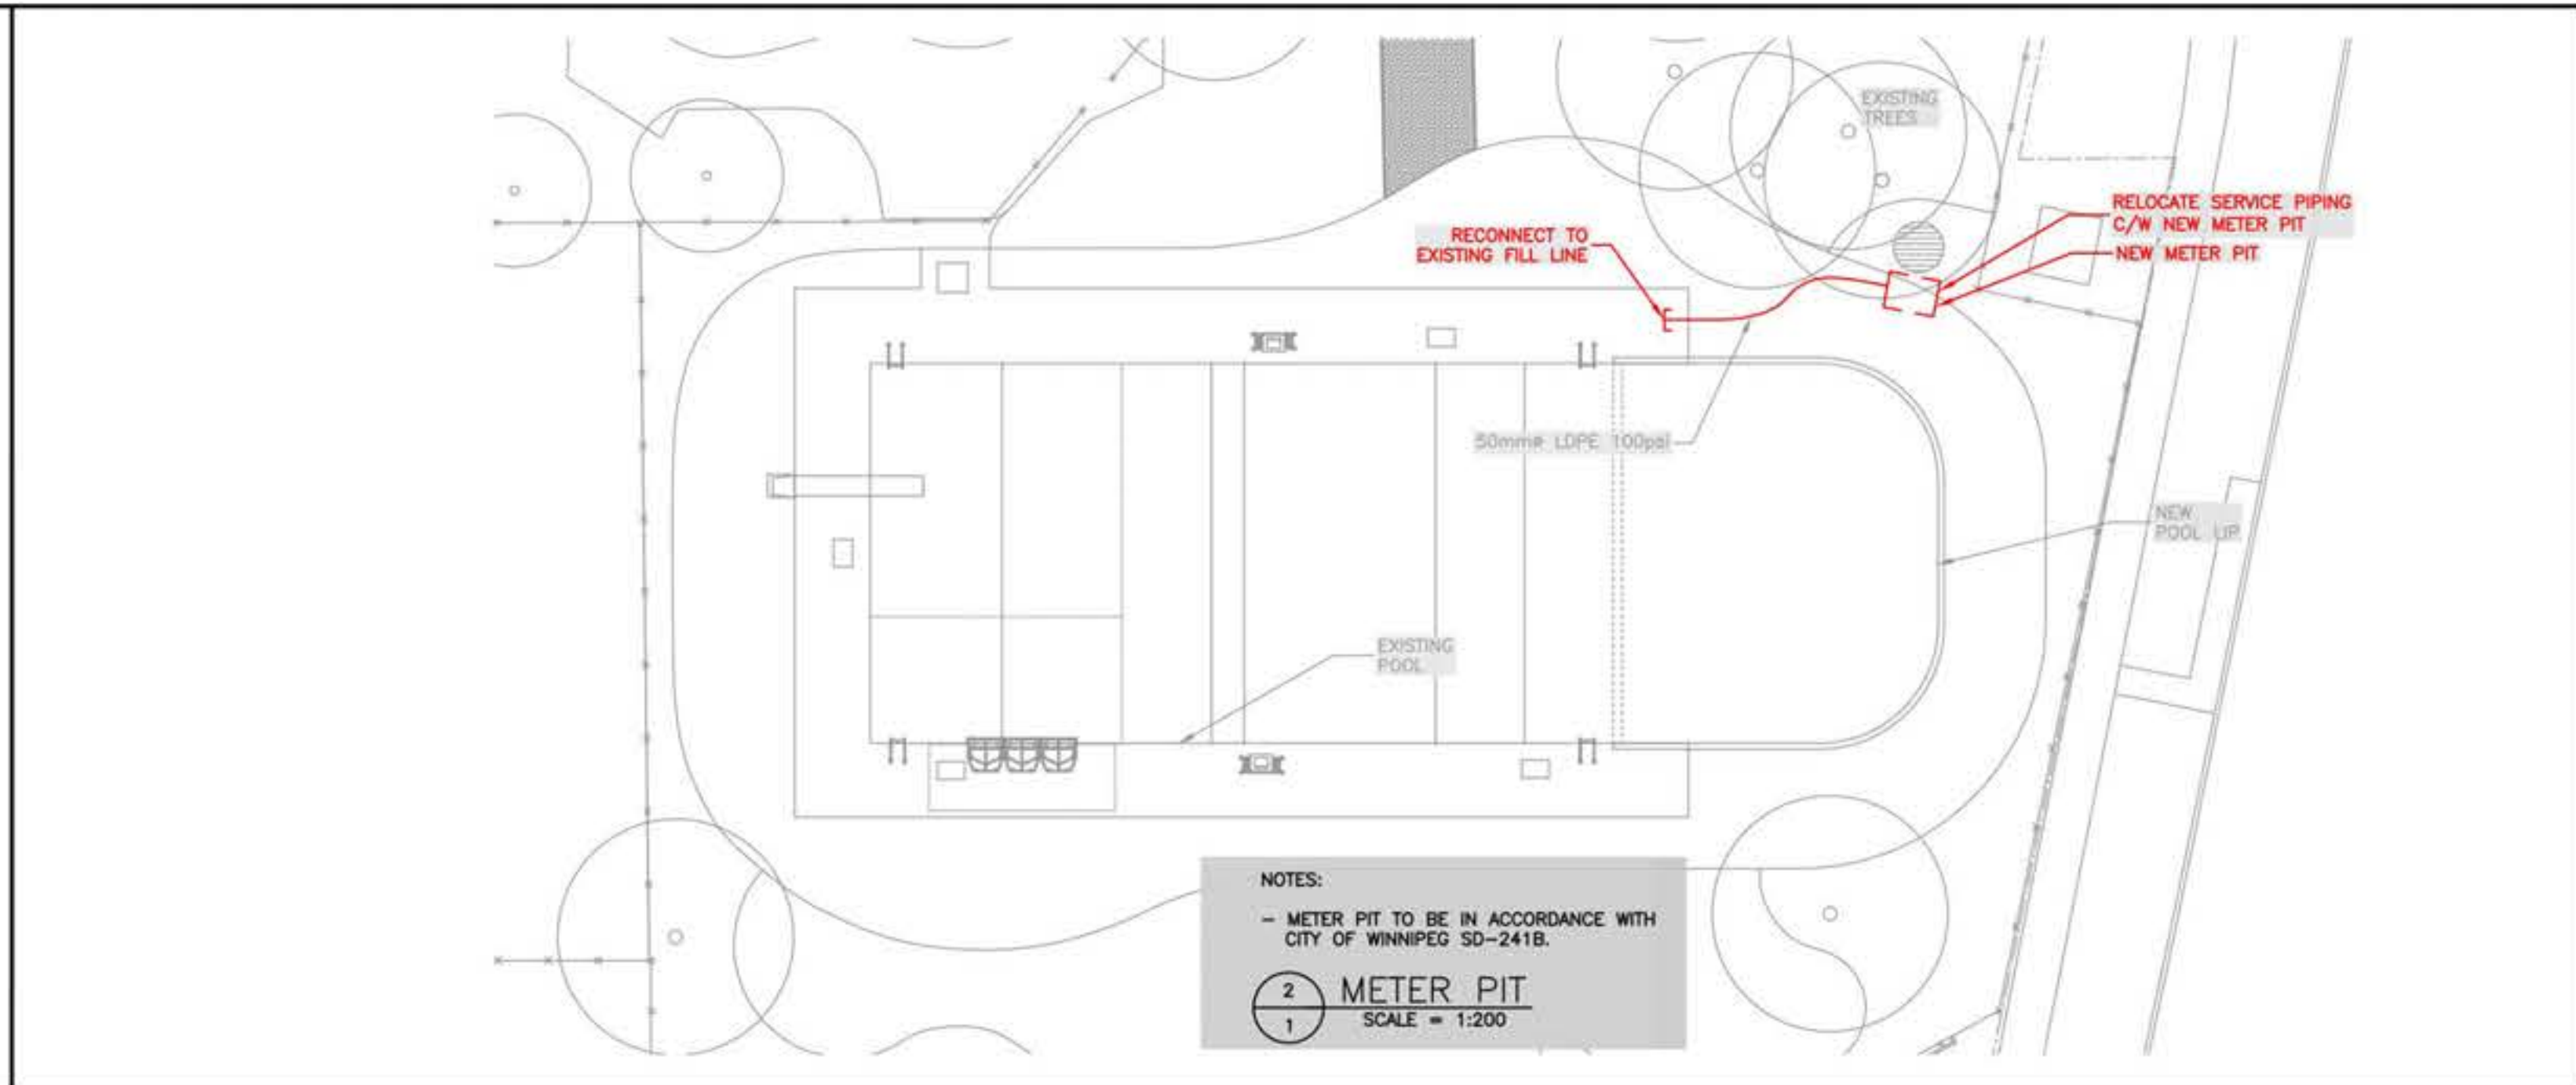 EXISTING
TREES
RELOCATE SERVICE PIPING
C/W NEW METER PIT
NEW METER PIT
RECONNECT TO
EXISTING FILL LINE
50mmø LDPE 100psi
NEW
POOL LIP
EXISTING
POOL
NOTES:
- METER PIT TO BE IN ACCORDANCE WITH
CITY OF WINNIPEG SD-241B.
2
1
METER PIT
SCALE = 1:200